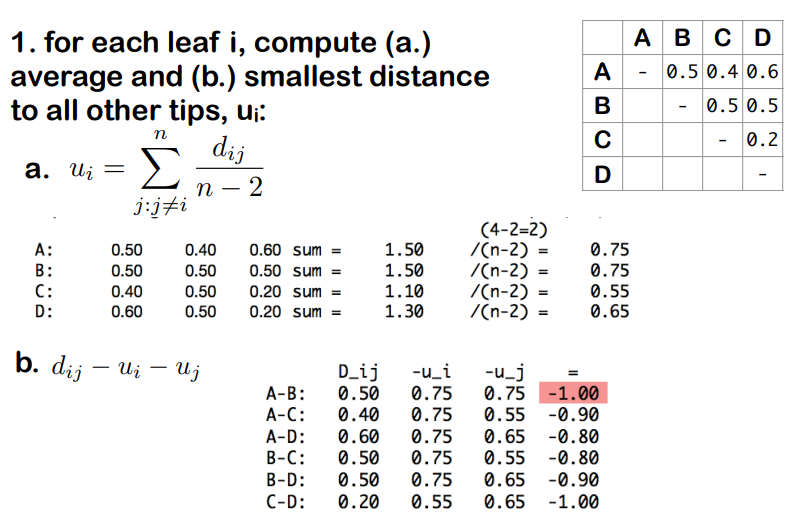 1. for each leaf i, compute (a.)
average and (b.) smallest distance
to all other tips, uᵢ:
a. u_i = \sum_{j:j≠i}^{n} \frac{d_{ij}}{n-2}
A B C D
A - 0.5 0.4 0.6
B - 0.5 0.5
C - 0.2
D -
(4-2=2)
A: 0.50 0.40 0.60 sum = 1.50 /(n-2) = 0.75
B: 0.50 0.50 0.50 sum = 1.50 /(n-2) = 0.75
C: 0.40 0.50 0.20 sum = 1.10 /(n-2) = 0.55
D: 0.60 0.50 0.20 sum = 1.30 /(n-2) = 0.65
b. d_{ij} − u_i − u_j
D_ij -u_i -u_j =
A-B: 0.50 0.75 0.75 -1.00
A-C: 0.40 0.75 0.55 -0.90
A-D: 0.60 0.75 0.65 -0.80
B-C: 0.50 0.75 0.55 -0.80
B-D: 0.50 0.75 0.65 -0.90
C-D: 0.20 0.55 0.65 -1.00